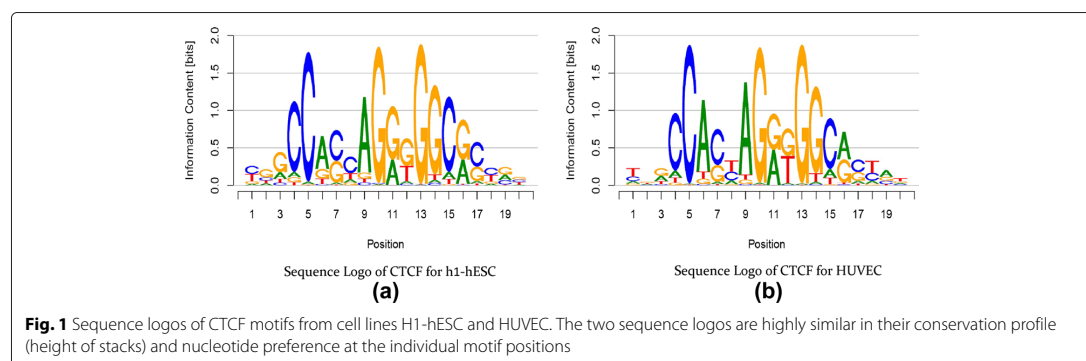 Information Content [bits]
2.0
1.5
1.0
0.5
0.0
1 3 5 7 9 11 13 15 17 19
Position
Sequence Logo of CTCF for h1-hESC
(a)
Information Content [bits]
2.0
1.5
1.0
0.5
0.0
1 3 5 7 9 11 13 15 17 19
Position
Sequence Logo of CTCF for HUVEC
(b)
Fig. 1 Sequence logos of CTCF motifs from cell lines H1-hESC and HUVEC. The two sequence logos are highly similar in their conservation profile
(height of stacks) and nucleotide preference at the individual motif positions